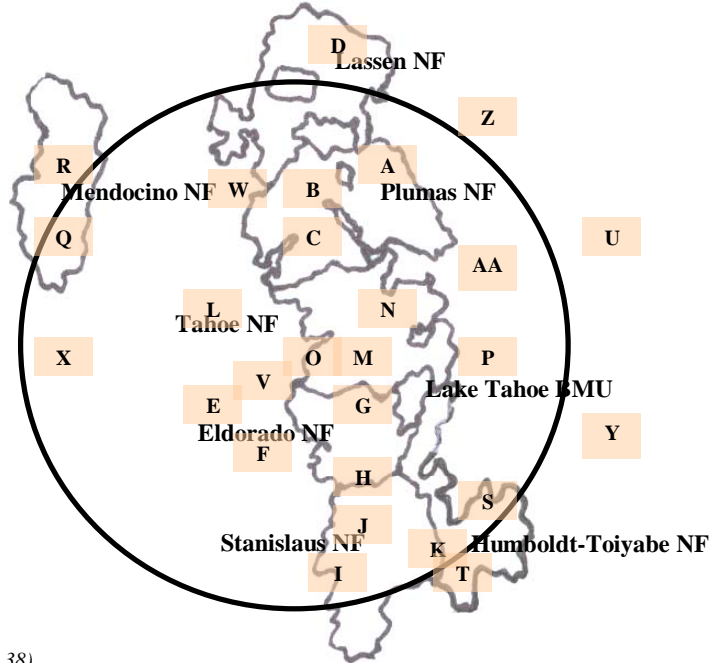 D
Lassen NF
Z
R
A
Mendocino NF
W
B
Plumas NF
Q
C
U
AA
L
N
Tahoe NF
X
O
M
P
V
Lake Tahoe BMU
E
G
Eldorado NF
Y
F
H
S
J
Stanislaus NF
K
Humboldt-Toiyabe NF
I
T
38)